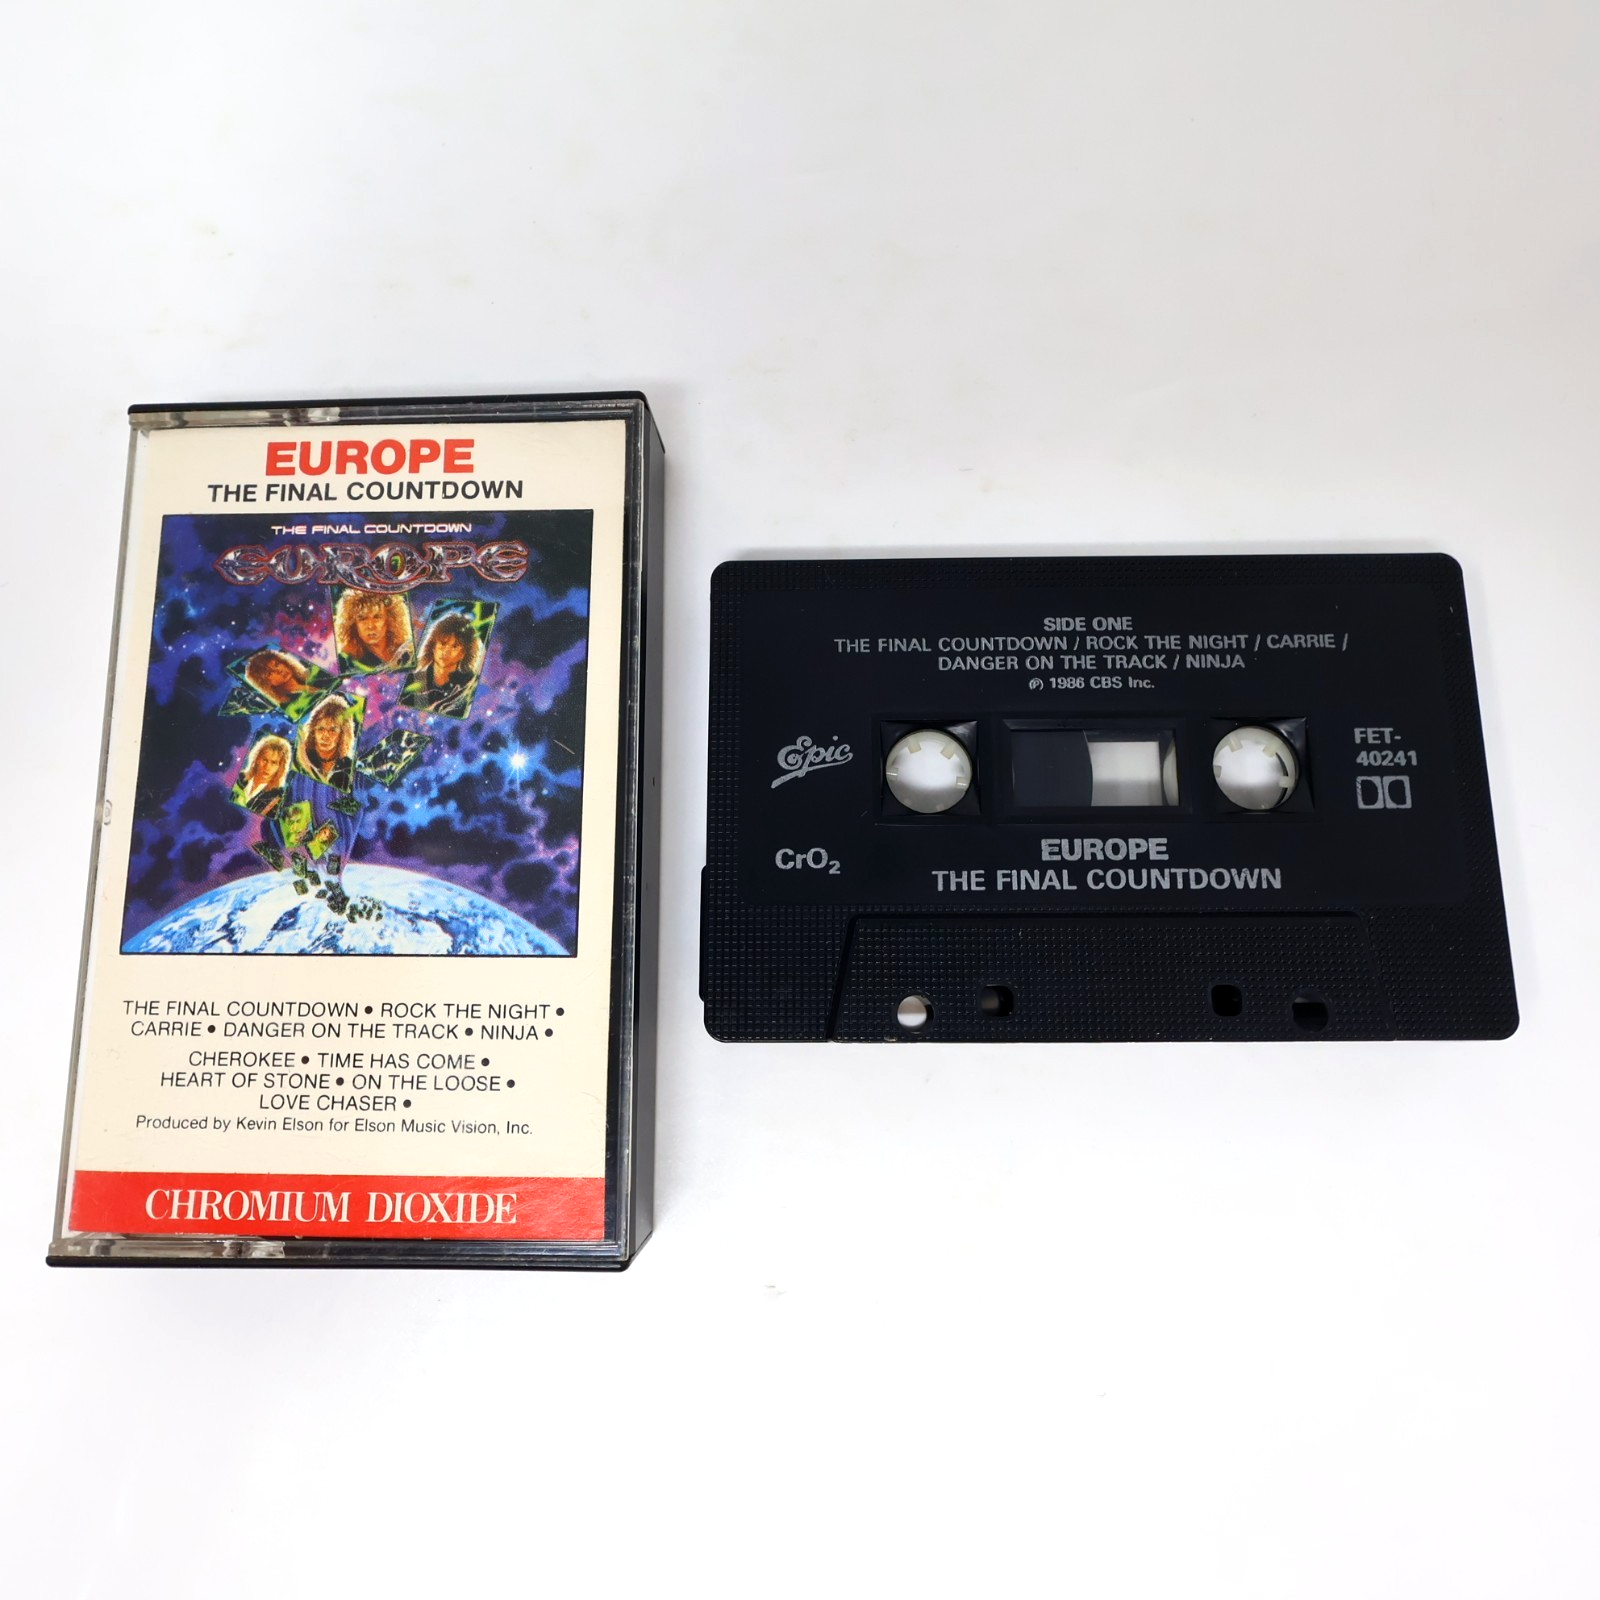 EUROPE
THE FINAL COUNTDOWN
THE FINAL COUNTDOWN
EUROPE
THE FINAL COUNTDOWN • ROCK THE NIGHT •
CARRIE • DANGER ON THE TRACK • NINJA •
CHEROKEE • TIME HAS COME •
HEART OF STONE • ON THE LOOSE •
LOVE CHASER •
Produced by Kevin Elson for Elson Music Vision, Inc.
CHROMIUM DIOXIDE
SIDE ONE
THE FINAL COUNTDOWN / ROCK THE NIGHT / CARRIE /
DANGER ON THE TRACK / NINJA
℗ 1986 CBS Inc.
Epic
FET-
40241
CrO₂
EUROPE
THE FINAL COUNTDOWN